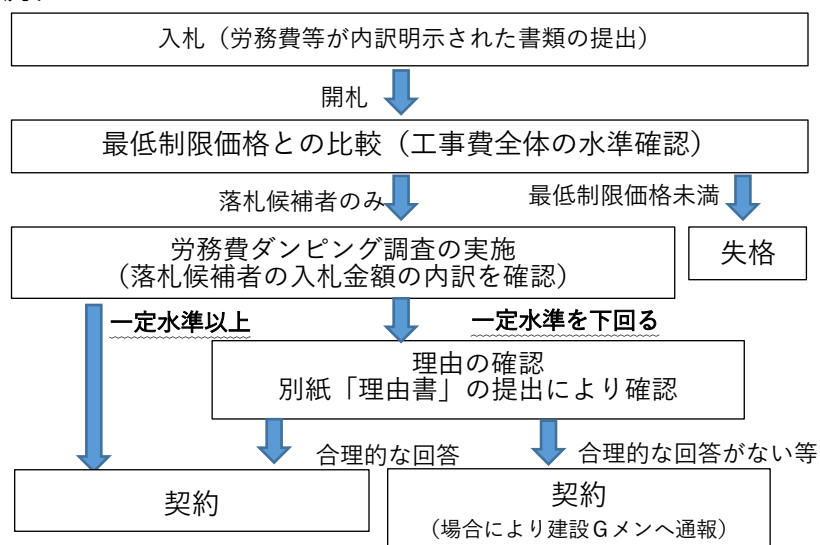 入札（労務費等が内訳明示された書類の提出）
開札
最低制限価格との比較（工事費全体の水準確認）
落札候補者のみ
最低制限価格未満
労務費ダンピング調査の実施
（落札候補者の入札金額の内訳を確認）
失格
一定水準以上
一定水準を下回る
理由の確認
別紙「理由書」の提出により確認
合理的な回答
合理的な回答がない等
契約
契約
（場合により建設Ｇメンへ通報）